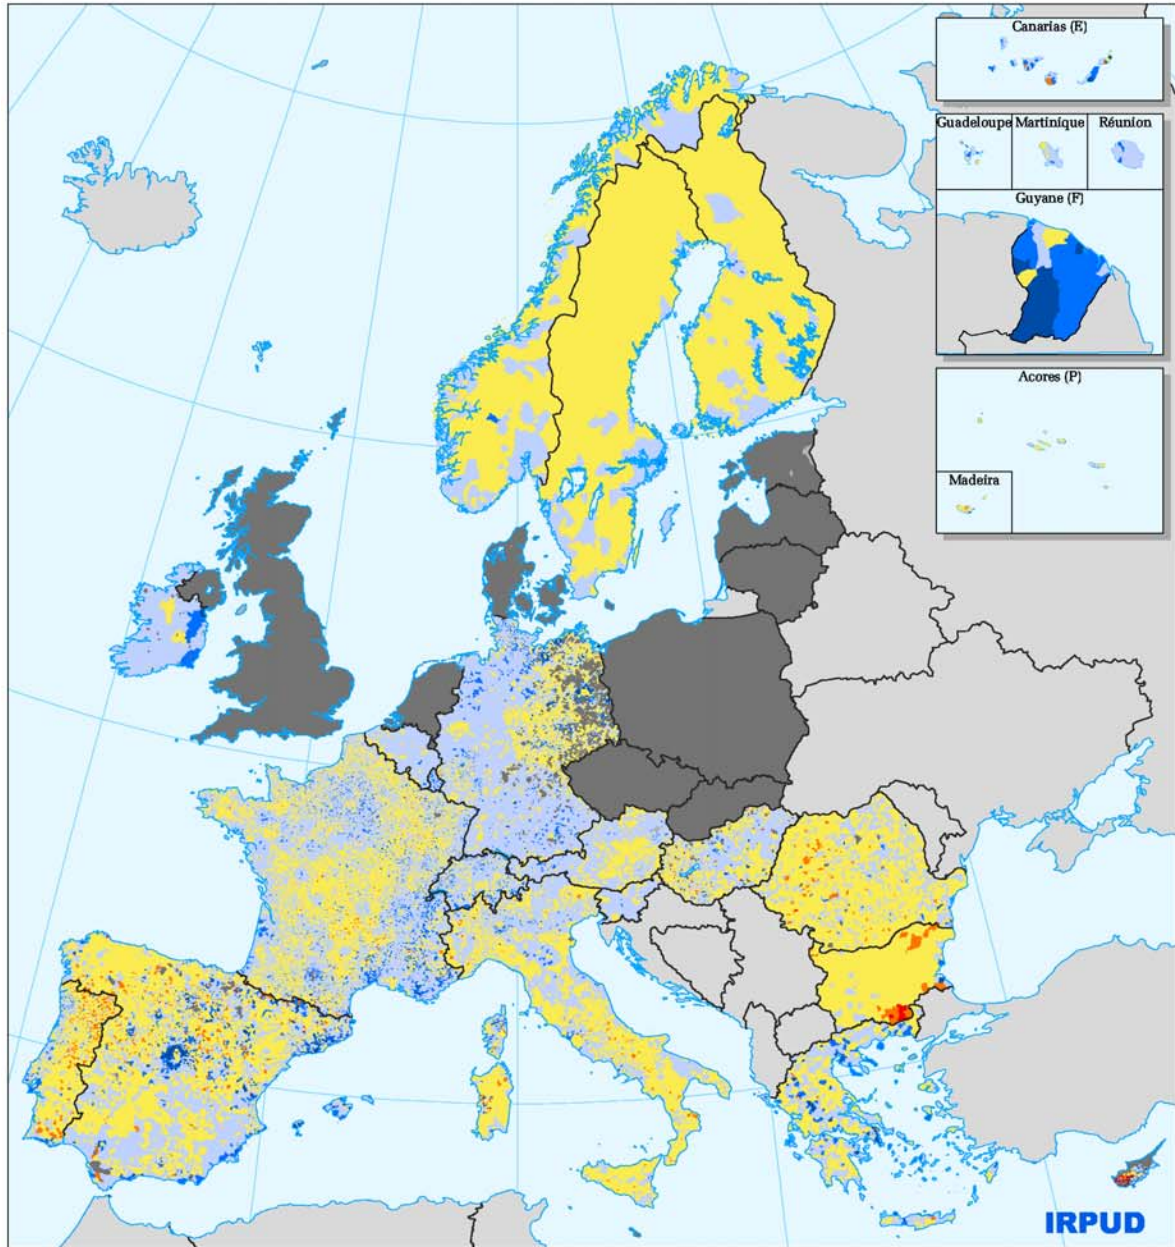 Canarias (E)
Guadeloupe
Martinique
Réunion
Guyane (F)
Acores (P)
Madeira
IRPUD